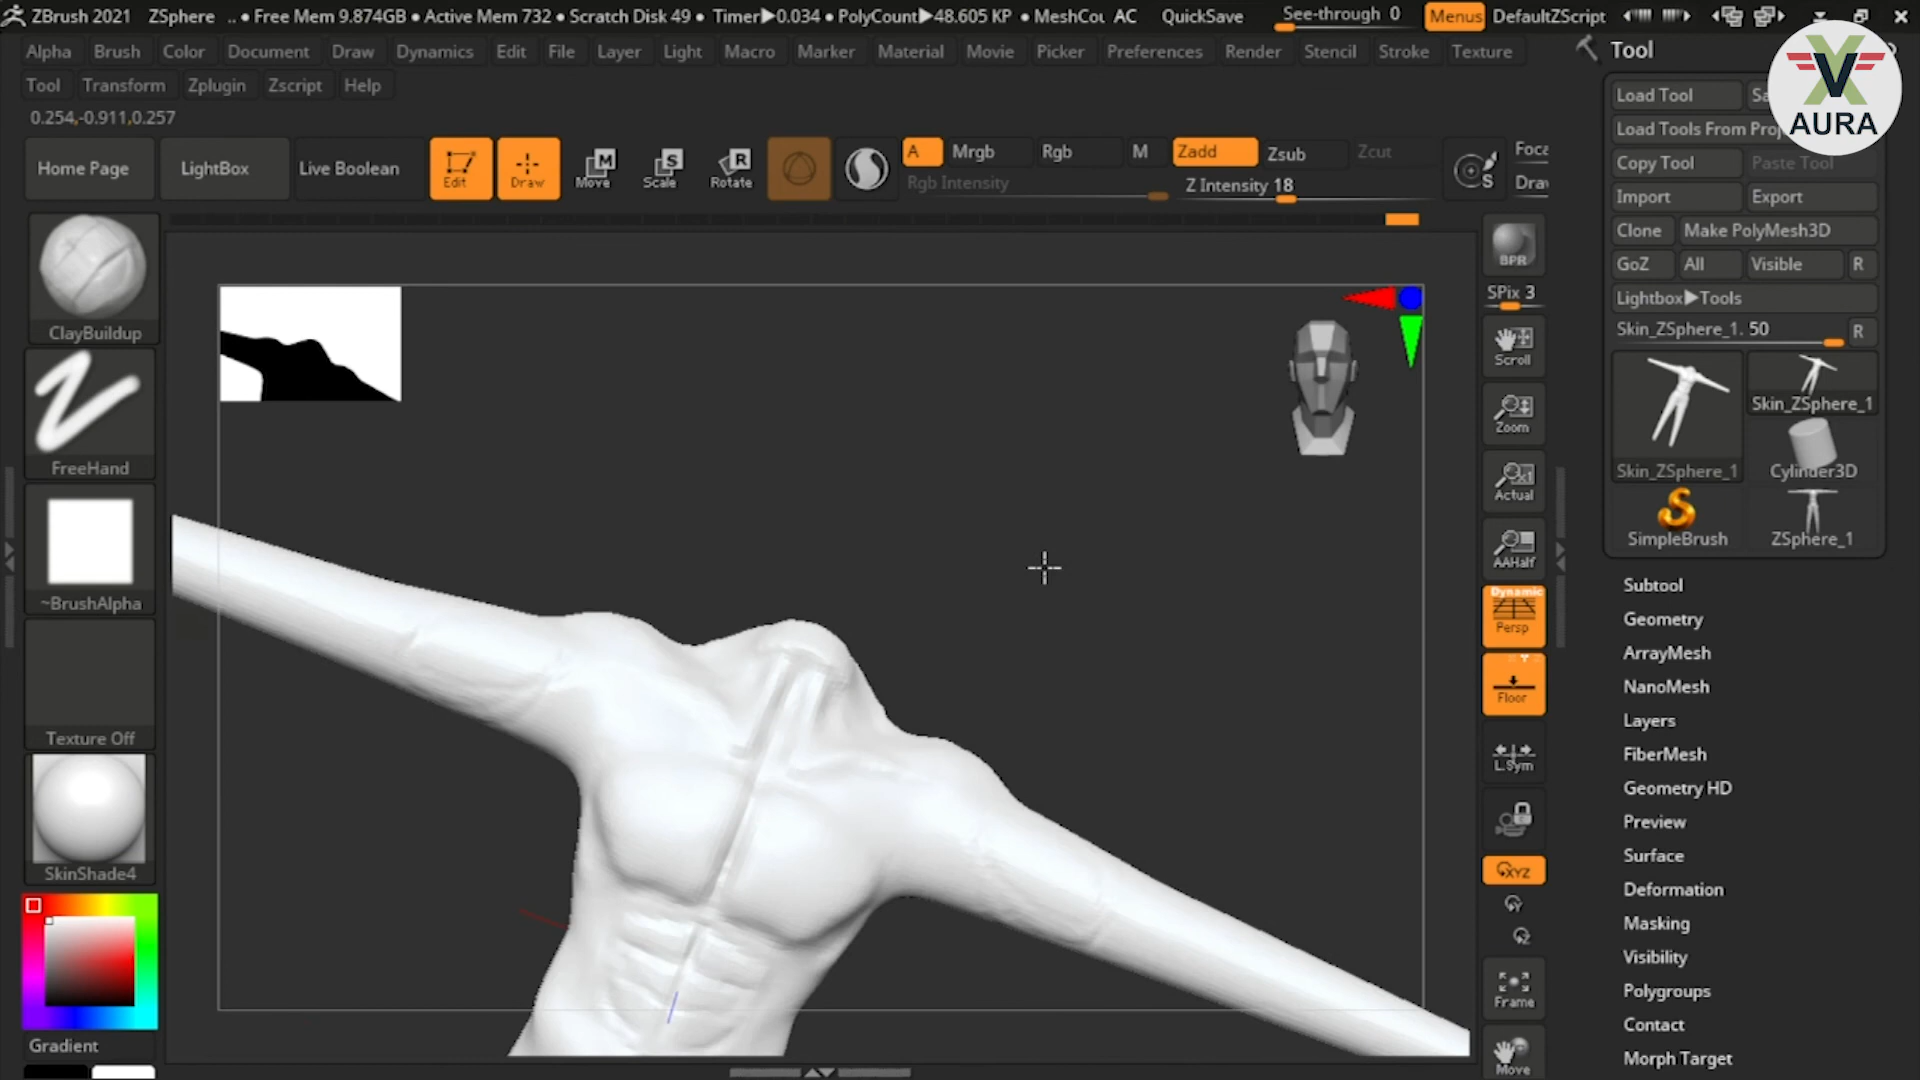 ZBrush 2021 ZSphere .. • Free Mem 9.874GB • Active Mem 732 • Scratch Disk 49 • Timer▶0.034 • PolyCount▶48.605 KP • MeshCou AC QuickSave See-through 0 Menus DefaultZScript
Alpha Brush Color Document Draw Dynamics Edit File Layer Light Macro Marker Material Movie Picker Preferences Render Stencil Stroke Texture
Tool Transform Zplugin Zscript Help
0.254,-0.911,0.257
Home Page LightBox Live Boolean Edit Draw Move Scale Rotate A Mrgb Rgb M Zadd Zsub Zcut Foca
M S R
Rgb Intensity Z Intensity 18 S Drav
ClayBuildup
FreeHand
~BrushAlpha
Texture Off
SkinShade4
Gradient
BPR
SPix 3
Scroll
Zoom
Actual
AAHalf
Dynamic
Persp
Floor
L.Sym
XYZ
Y
Z
Frame
Move
Tool
VX
AURA
Load Tool Sa
Load Tools From Proj
Copy Tool Paste Tool
Import Export
Clone Make PolyMesh3D
GoZ All Visible R
Lightbox▶Tools
Skin_ZSphere_1. 50 R
Skin_ZSphere_1
Skin_ZSphere_1 Cylinder3D
SimpleBrush ZSphere_1
Subtool
Geometry
ArrayMesh
NanoMesh
Layers
FiberMesh
Geometry HD
Preview
Surface
Deformation
Masking
Visibility
Polygroups
Contact
Morph Target